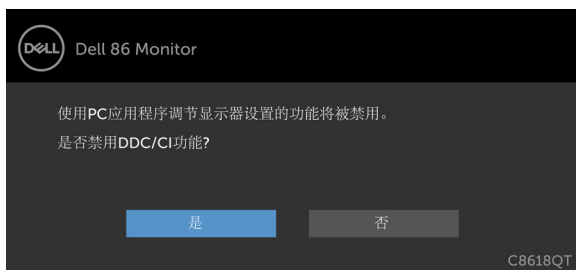 DELL
Dell 86 Monitor
使用PC应用程序调节显示器设置的功能将被禁用。
是否禁用DDC/CI功能?
是
否
C8618QT